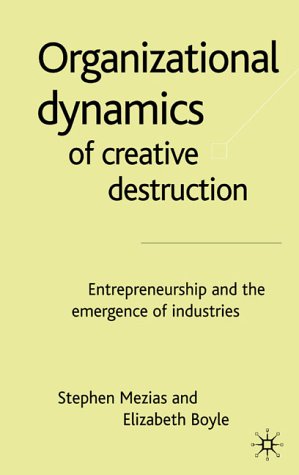 Organizational
dynamics
of creative
destruction
Entrepreneurship and the
emergence of industries
Stephen Mezias and
Elizabeth Boyle